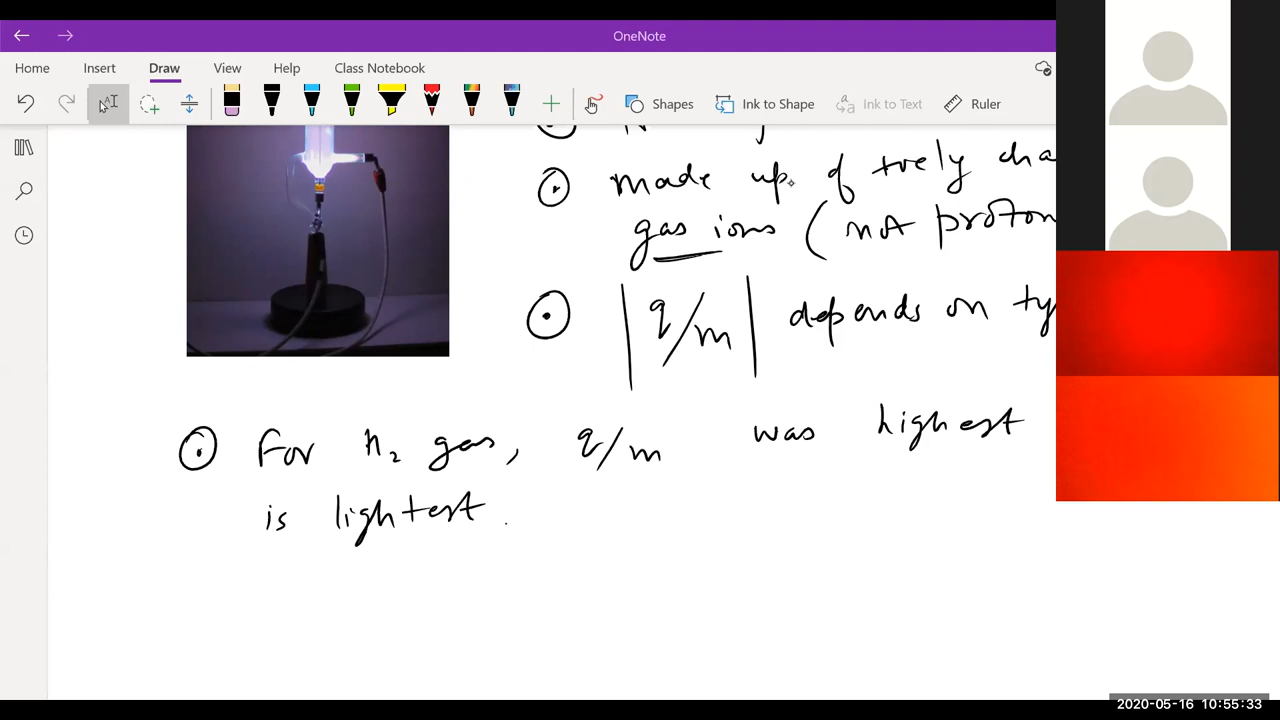 OneNote
Home Insert Draw View Help Class Notebook
Shapes Ink to Shape Ink to Text Ruler
made up of +vely cha
gas ions ( not proton
|q/m| depends on ty
For H₂ gas, q/m was highest
is lightest.
2020-05-16 10:55:33